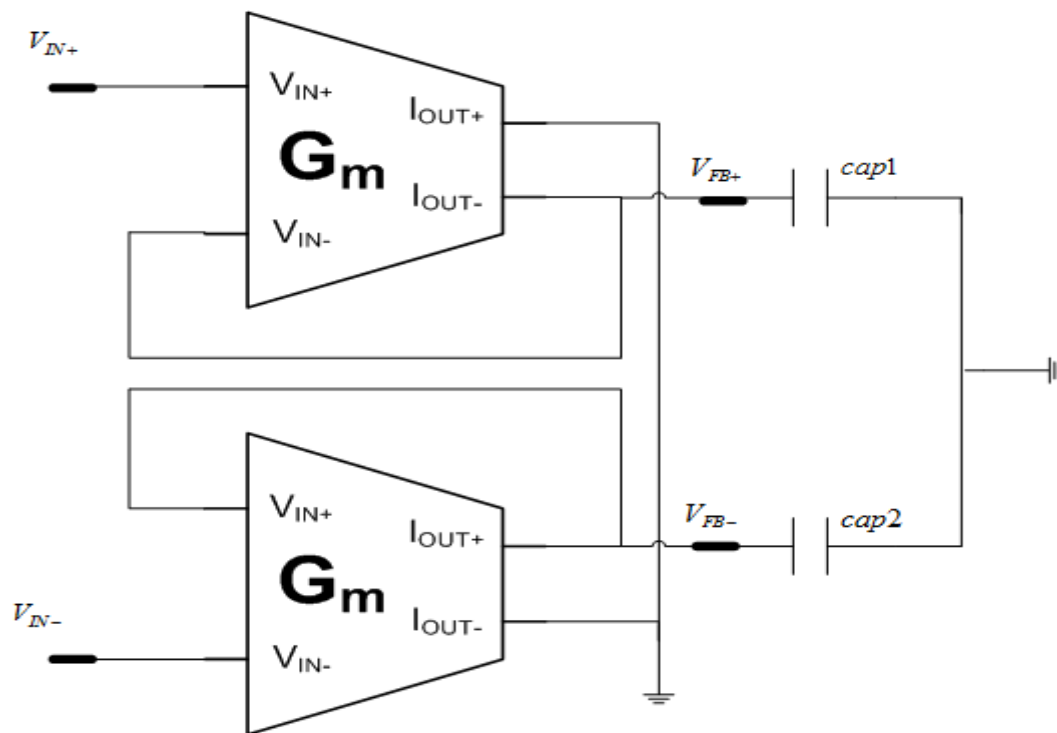 V_IN+
V_IN+
I_OUT+
G_m
V_FB+
cap1
I_OUT-
V_IN-
V_IN+
I_OUT+
V_FB-
cap2
G_m
V_IN-
I_OUT-
V_IN-